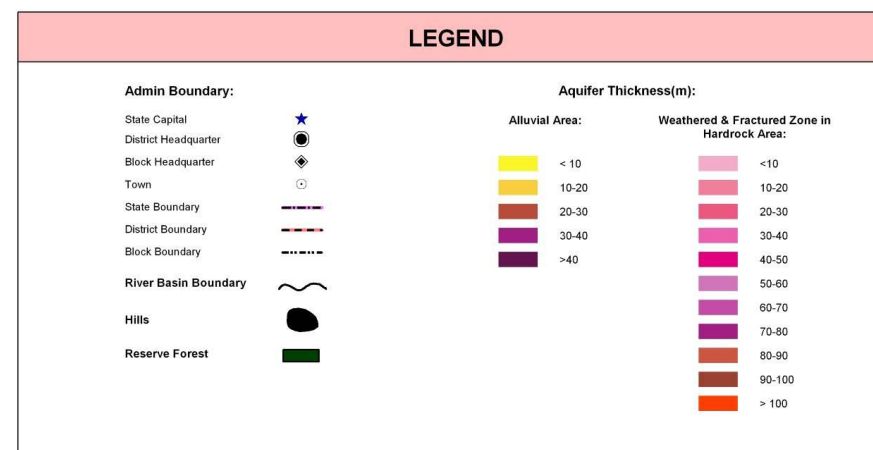 LEGEND
Admin Boundary:
State Capital
District Headquarter
Block Headquarter
Town
State Boundary
District Boundary
Block Boundary
River Basin Boundary
Hills
Reserve Forest
Aquifer Thickness(m):
Alluvial Area:
< 10
10-20
20-30
30-40
>40
Weathered & Fractured Zone in
Hardrock Area:
<10
10-20
20-30
30-40
40-50
50-60
60-70
70-80
80-90
90-100
> 100